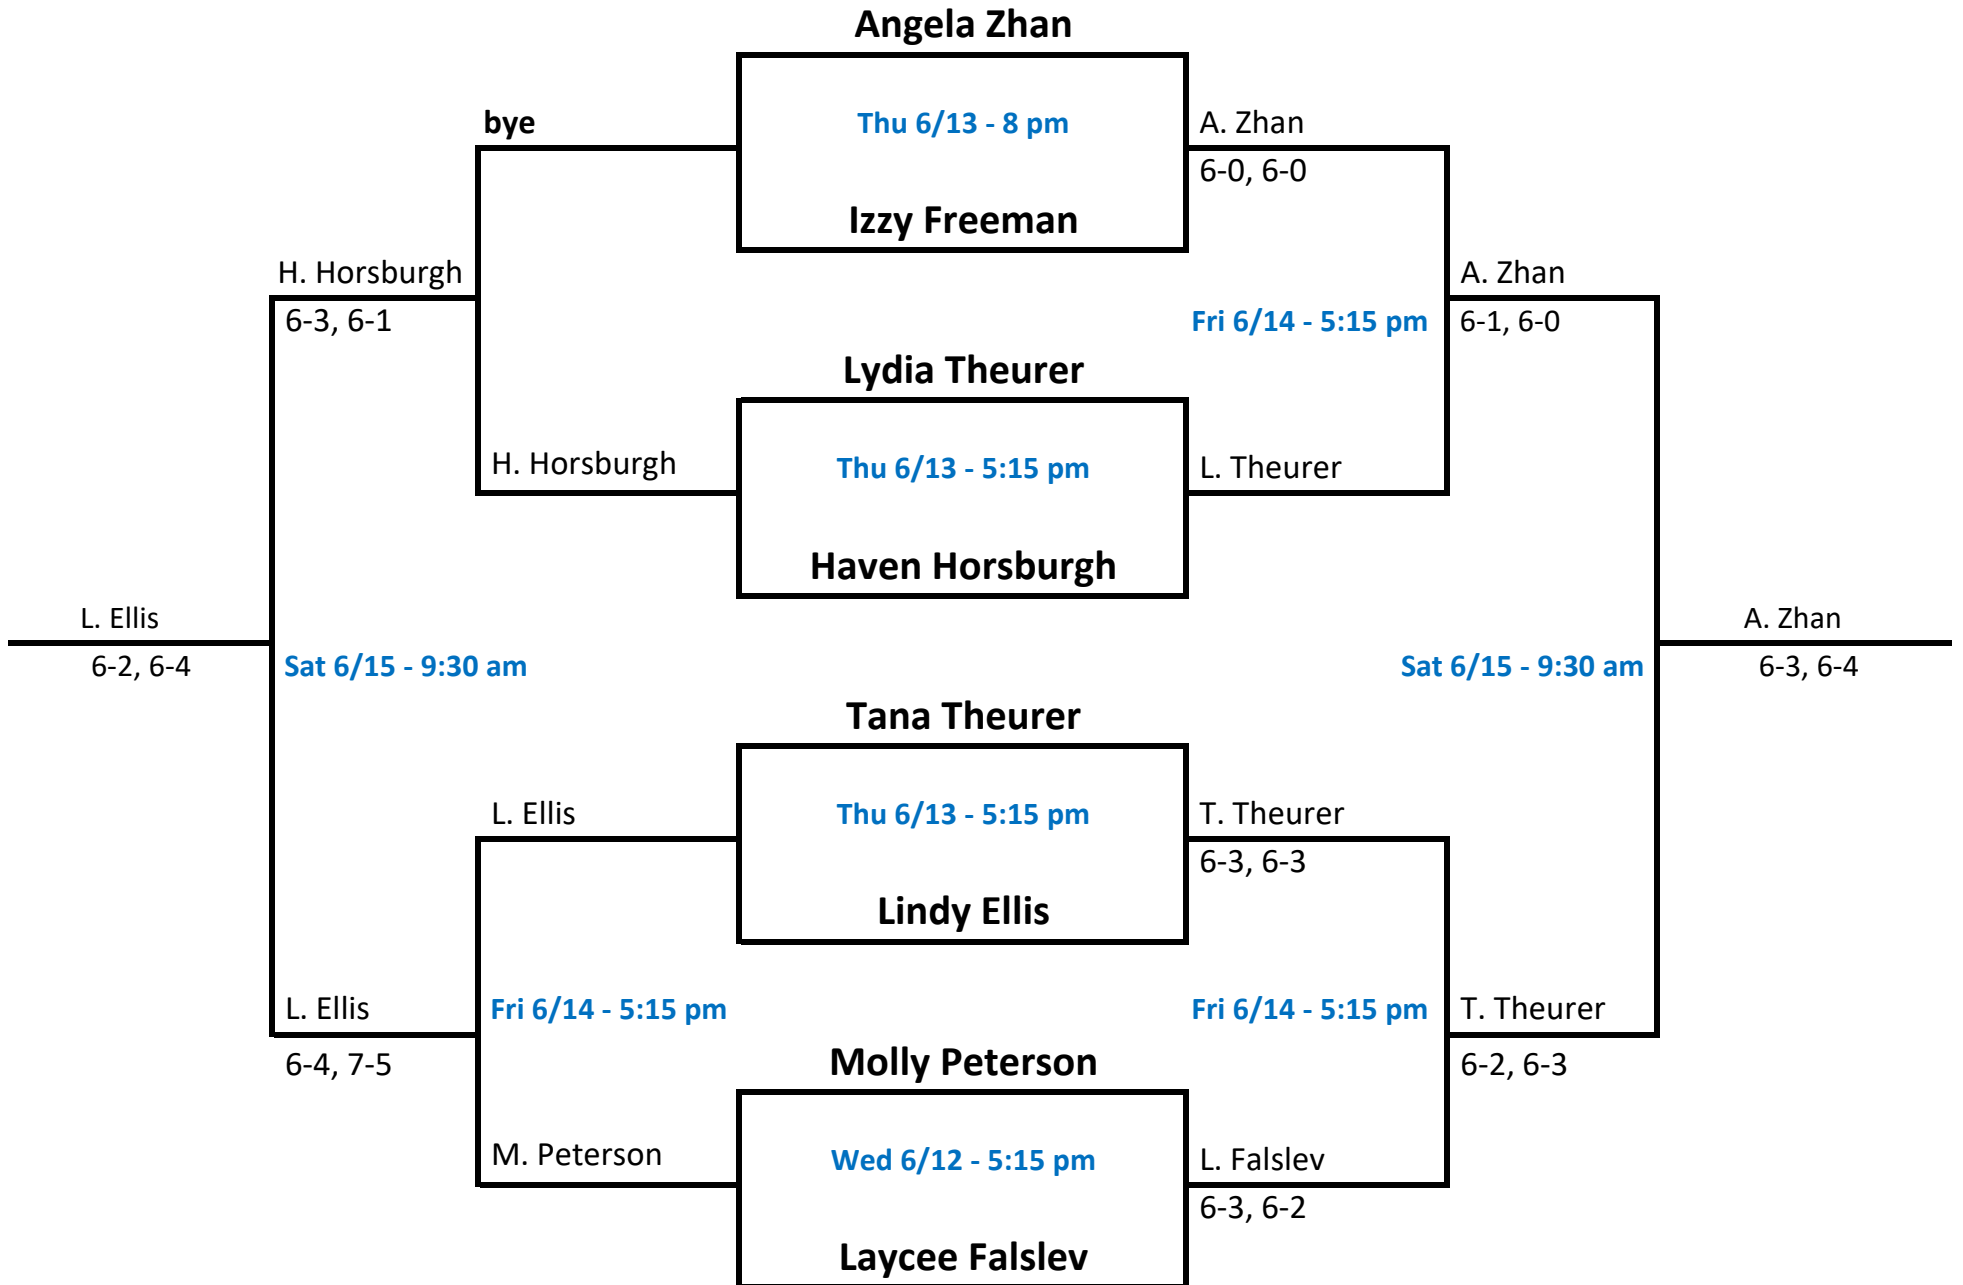 Angela Zhan
bye
Thu 6/13 - 8 pm
A. Zhan
6-0, 6-0
Izzy Freeman
H. Horsburgh
6-3, 6-1
A. Zhan
Fri 6/14 - 5:15 pm
6-1, 6-0
Lydia Theurer
H. Horsburgh
Thu 6/13 - 5:15 pm
L. Theurer
Haven Horsburgh
L. Ellis
6-2, 6-4
Sat 6/15 - 9:30 am
Sat 6/15 - 9:30 am
A. Zhan
6-3, 6-4
Tana Theurer
L. Ellis
Thu 6/13 - 5:15 pm
T. Theurer
6-3, 6-3
Lindy Ellis
L. Ellis
6-4, 7-5
Fri 6/14 - 5:15 pm
Fri 6/14 - 5:15 pm
T. Theurer
6-2, 6-3
Molly Peterson
M. Peterson
Wed 6/12 - 5:15 pm
L. Falslev
6-3, 6-2
Laycee Falslev